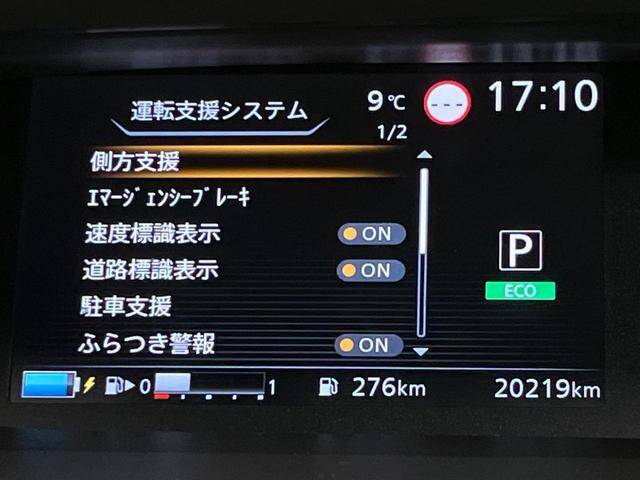 運転支援システム 9℃ --- 17:10
1/2
側方支援
ｴﾏｰｼﾞｪﾝｼｰﾌﾞﾚｰｷ
速度標識表示 ON
道路標識表示 ON
P
ECO
駐車支援
ふらつき警報 ON
0 1 276km 20219km